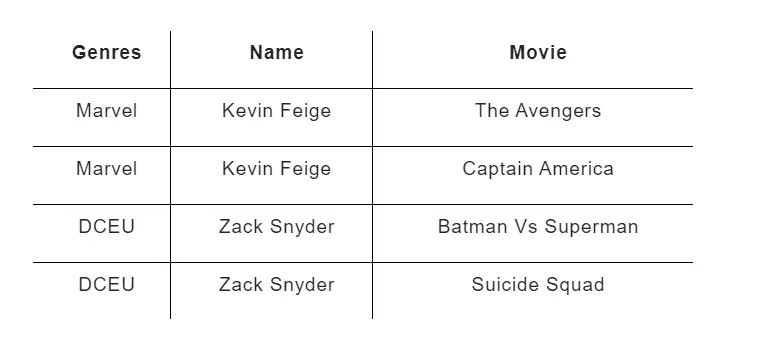 Genres Name Movie
Marvel Kevin Feige The Avengers
Marvel Kevin Feige Captain America
DCEU Zack Snyder Batman Vs Superman
DCEU Zack Snyder Suicide Squad